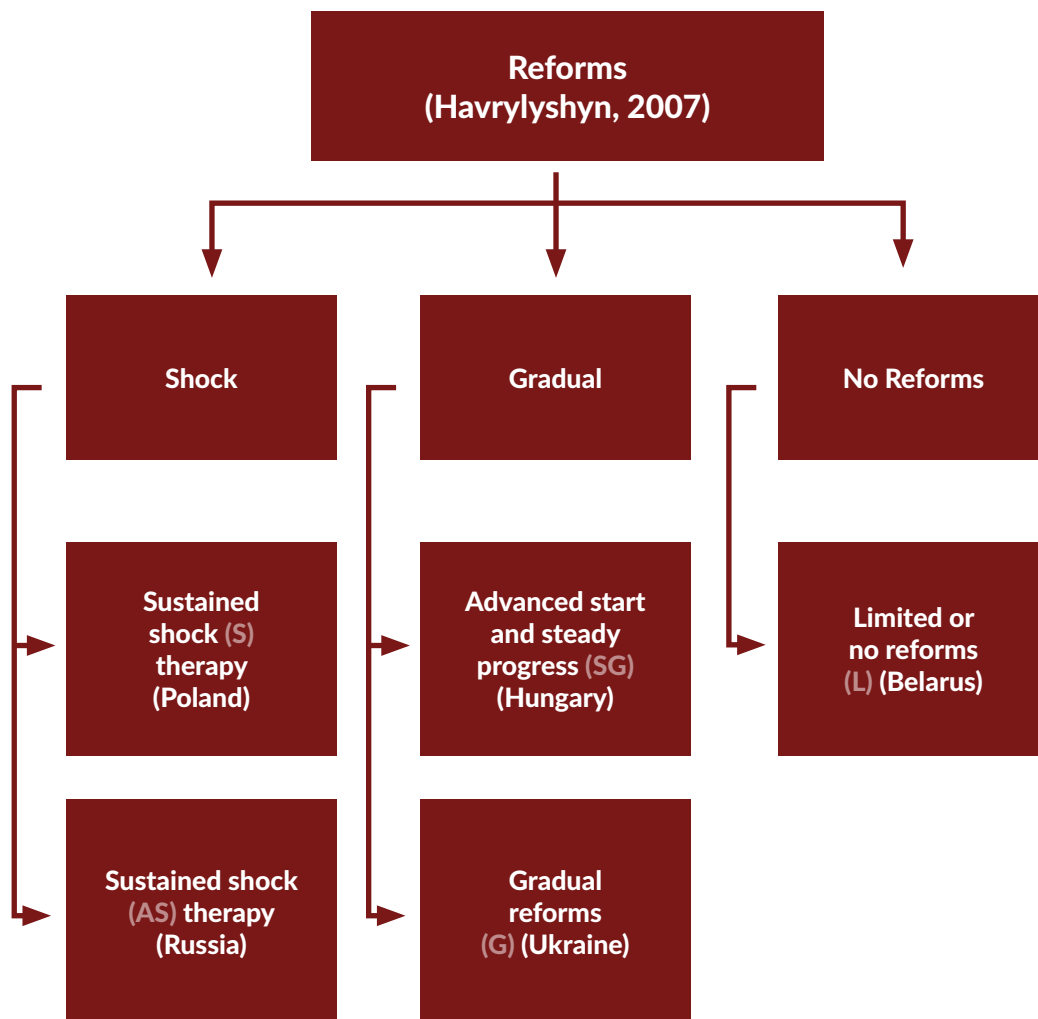 Reforms
(Havrylyshyn, 2007)
Shock
Gradual
No Reforms
Sustained
shock (S)
therapy
(Poland)
Advanced start
and steady
progress (SG)
(Hungary)
Limited or
no reforms
(L) (Belarus)
Sustained shock
(AS) therapy
(Russia)
Gradual
reforms
(G) (Ukraine)